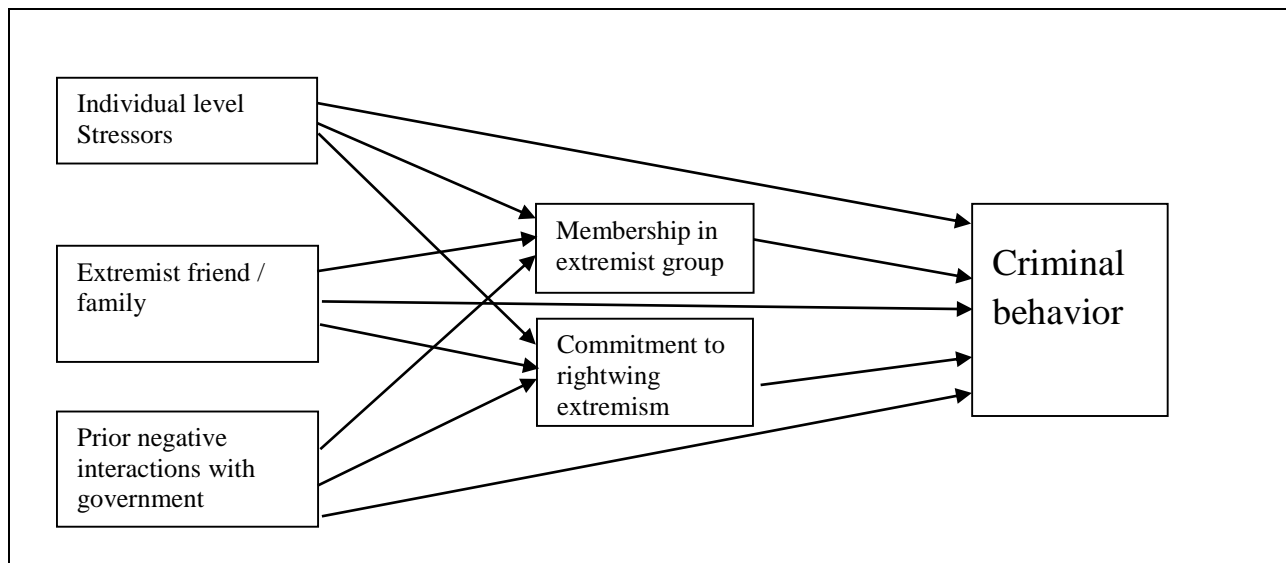 Individual level
Stressors
Extremist friend /
family
Prior negative
interactions with
government
Membership in
extremist group
Commitment to
rightwing
extremism
Criminal
behavior